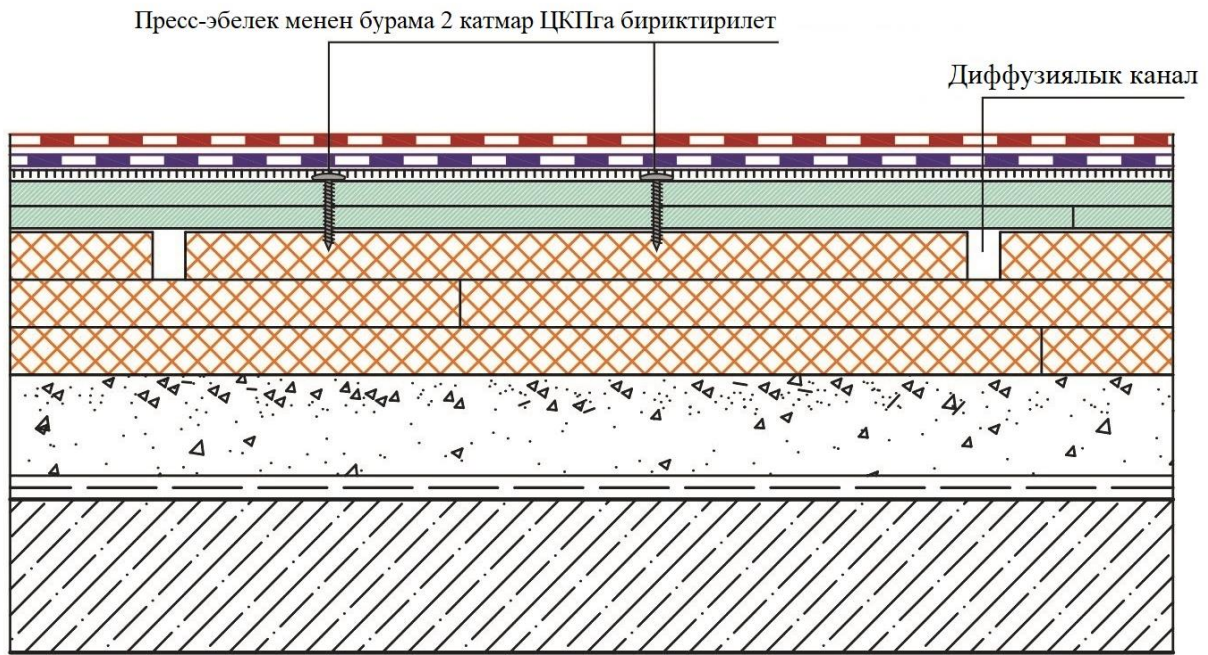 Пресс-эбелек менен бурама 2 катмар ЦКПга бириктирилет
Диффузиялык канал